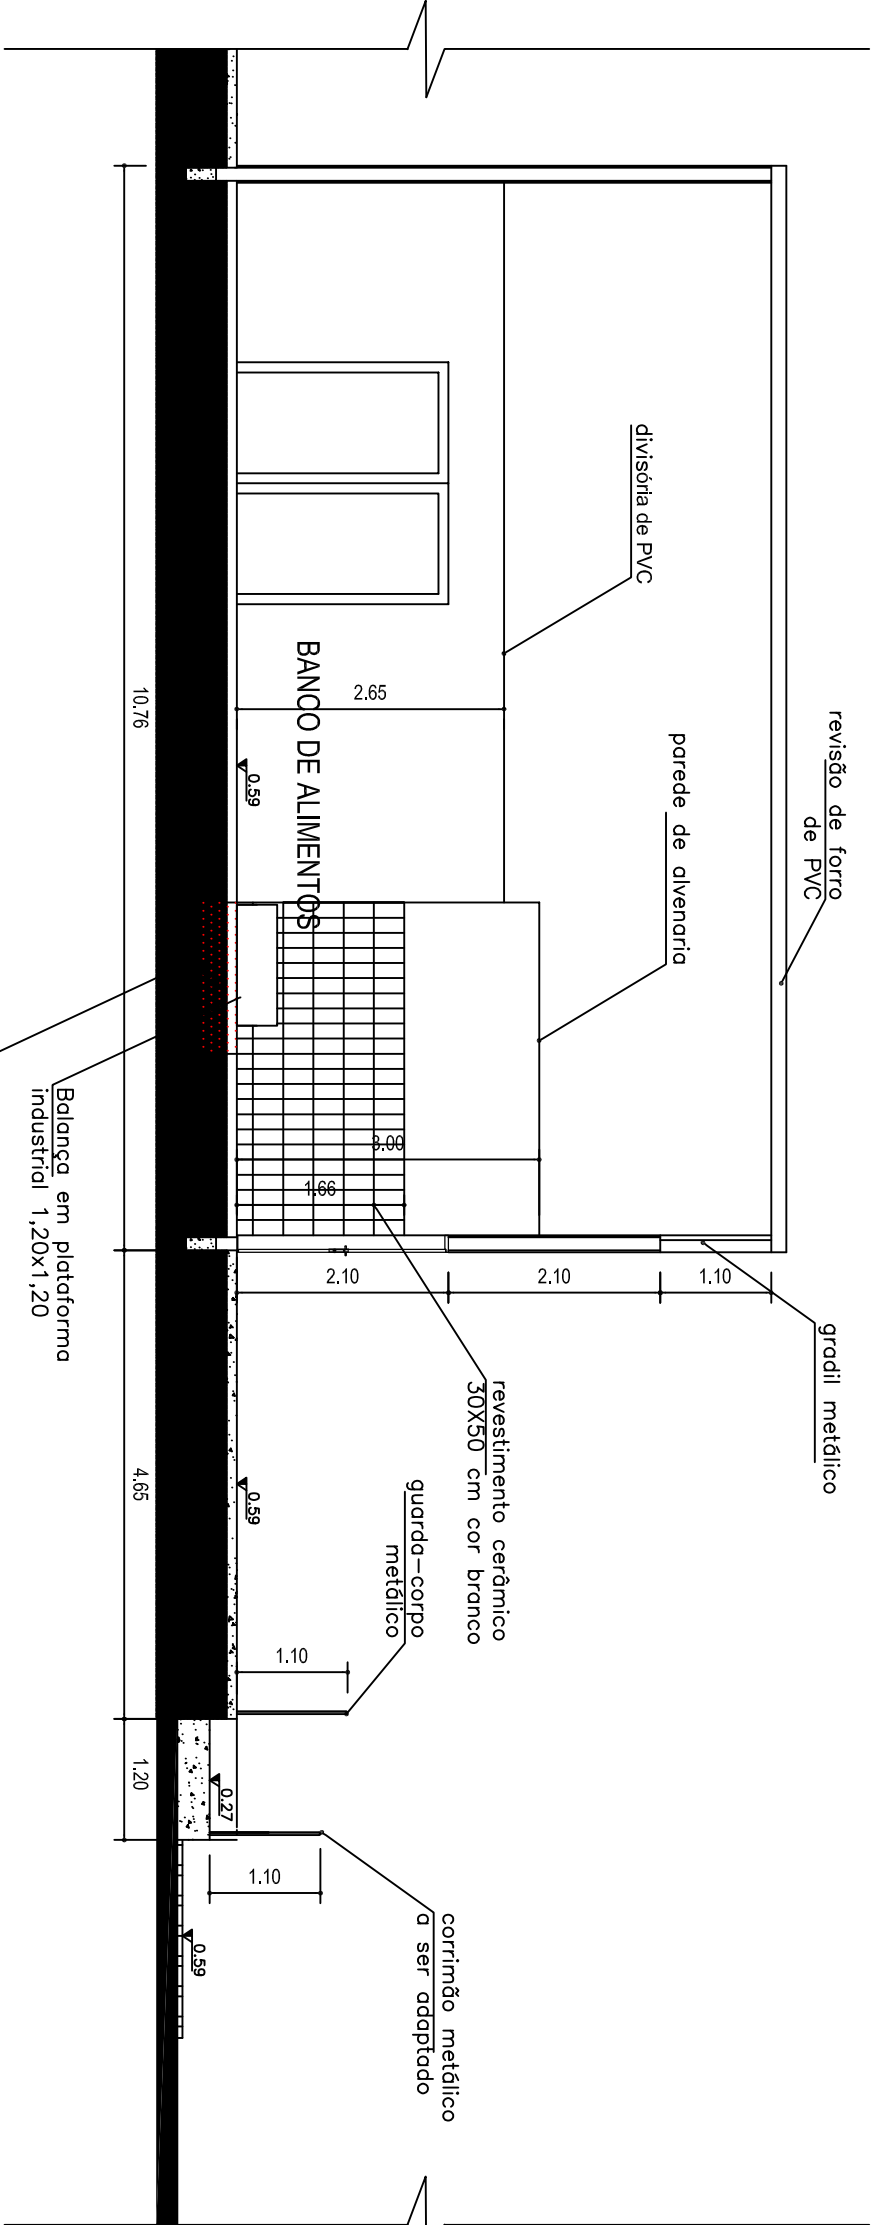 revisão de forro
de PVC
gradil metálico
divisória de PVC
parede de alvenaria
revestimento cerâmico
30X50 cm cor branco
guarda-corpo
metálico
corrimão metálico
a ser adaptado
BANCO DE ALIMENTOS
2.65
3.00
1.66
2.10
2.10
1.10
1.10
1.10
0.59
0.59
0.27
0.59
10.76
4.65
1.20
Balança em plataforma
industrial 1,20x1,20